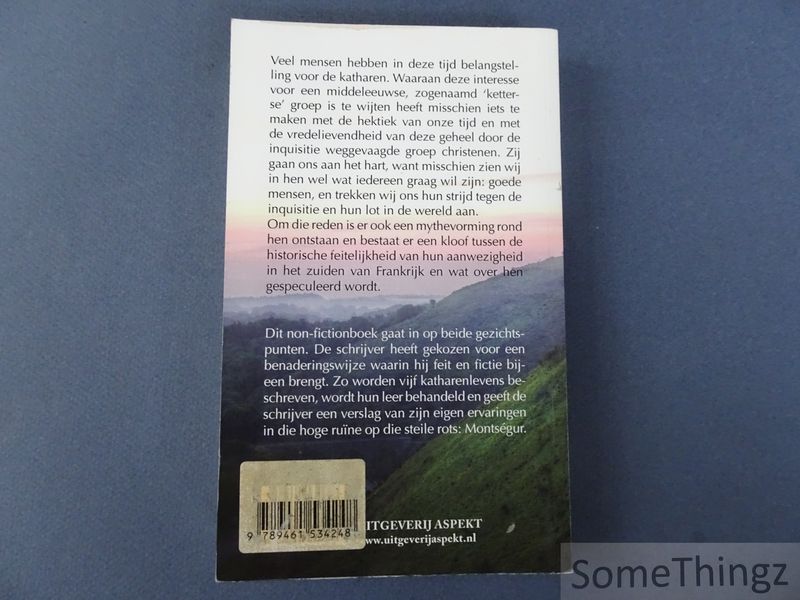 Veel mensen hebben in deze tijd belangstel-
ling voor de katharen. Waaraan deze interesse
voor een middeleeuwse, zogenaamd ‘ketter-
se’ groep is te wijten heeft misschien iets te
maken met de hektiek van onze tijd en met
de vredelievendheid van deze geheel door de
inquisitie weggevaagde groep christenen. Zij
gaan ons aan het hart, want misschien zien wij
in hen wel wat iedereen graag wil zijn: goede
mensen, en trekken wij ons hun strijd tegen de
inquisitie en hun lot in de wereld aan.
Om die reden is er ook een mythevorming rond
hen ontstaan en bestaat er een kloof tussen de
historische feitelijkheid van hun aanwezigheid
in het zuiden van Frankrijk en wat over hen
gespeculeerd wordt.
Dit non-fictionboek gaat in op beide gezichts-
punten. De schrijver heeft gekozen voor een
benaderingswijze waarin hij feit en fictie bij-
een brengt. Zo worden vijf katharenlevens be-
schreven, wordt hun leer behandeld en geeft de
schrijver een verslag van zijn eigen ervaringen
in die hoge ruïne op die steile rots: Montségur.
9 789461 534248
ITGEVERIJ ASPEKT
www.uitgeverijaspekt.nl
SomeThingz